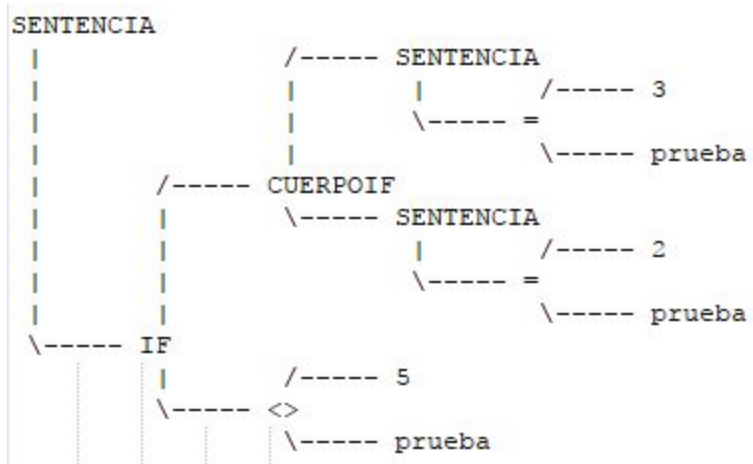 SENTENCIA
|                   /----- SENTENCIA
|                   |         |         /----- 3
|                   |         \----- =
|                   |                   \----- prueba
|         /----- CUERPOIF
|         |         \----- SENTENCIA
|         |                   |         /----- 2
|         |                   \----- =
|         |                             \----- prueba
\----- IF
          |         /----- 5
          \----- <>
                    \----- prueba